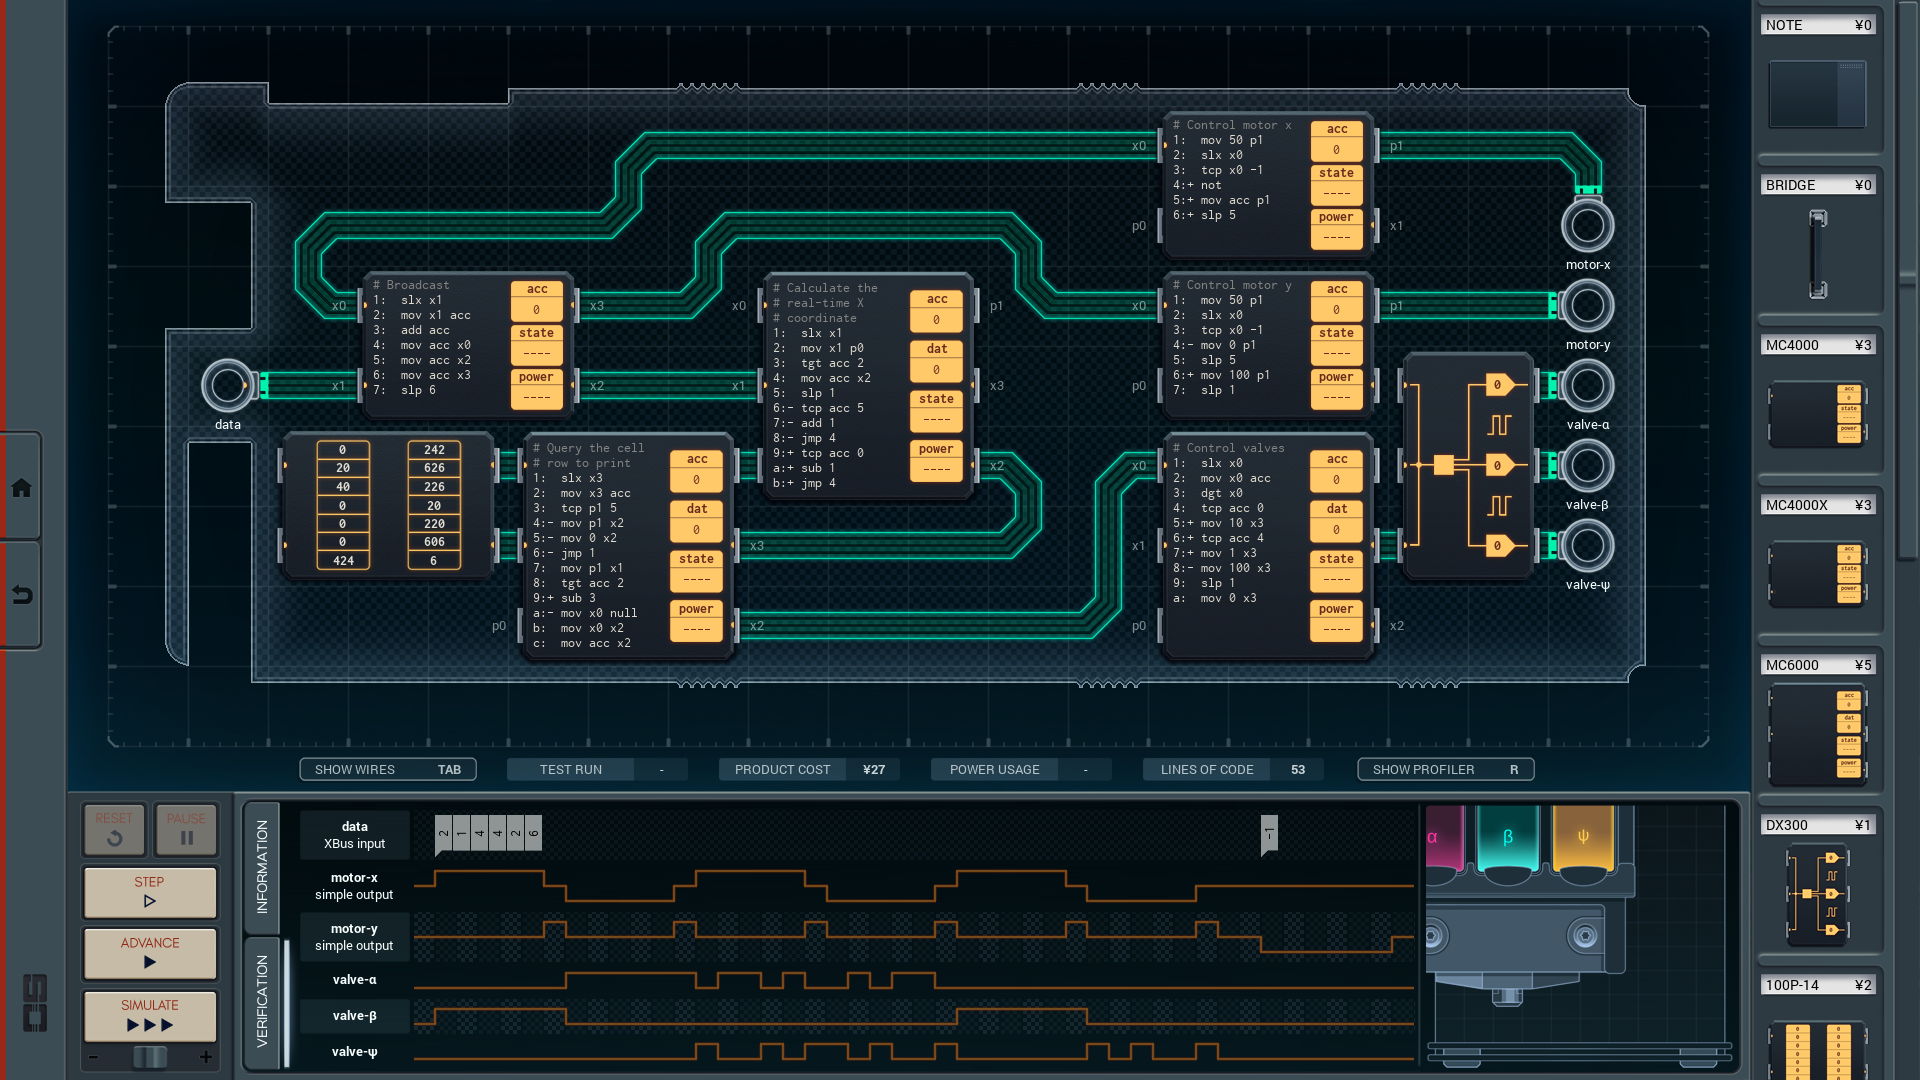 NOTE ¥0
BRIDGE ¥0
MC4000 ¥3
MC4000X ¥3
MC6000 ¥5
DX300 ¥1
100P-14 ¥2
# Control motor x
1: mov 50 p1
2: slx x0
3: tcp x0 -1
4:+ not
5:+ mov acc p1
6:+ slp 5
acc
0
state
----
power
----
x0
p0
p1
x1
motor-x
# Broadcast
1: slx x1
2: mov x1 acc
3: add acc
4: mov acc x0
5: mov acc x2
6: mov acc x3
7: slp 6
acc
0
state
----
power
----
x0
x1
x3
x2
data
# Calculate the
# real-time X
# coordinate
1: slx x1
2: mov x1 p0
3: tgt acc 2
4: mov acc x2
5: slp 1
6:- tcp acc 5
7:- add 1
8:- jmp 4
9:+ tcp acc 0
a:+ sub 1
b:+ jmp 4
acc
0
dat
0
state
----
power
----
x0
x1
p1
x3
x2
# Control motor y
1: mov 50 p1
2: slx x0
3: tcp x0 -1
4:- mov 0 p1
5: slp 5
6:+ mov 100 p1
7: slp 1
acc
0
state
----
power
----
x0
p0
p1
motor-y
0
20
40
0
0
0
424
242
626
226
20
220
606
6
# Query the cell
# row to print
1: slx x3
2: mov x3 acc
3: tcp p1 5
4:- mov p1 x2
5:- mov 0 x2
6:- jmp 1
7: mov p1 x1
8: tgt acc 2
9:+ sub 3
a:- mov x0 null
b: mov x0 x2
c: mov acc x2
acc
0
dat
0
state
----
power
----
p0
x3
x2
# Control valves
1: slx x0
2: mov x0 acc
3: dgt x0
4: tcp acc 0
5:+ mov 10 x3
6:+ tcp acc 4
7:+ mov 1 x3
8:- mov 100 x3
9: slp 1
a: mov 0 x3
acc
0
dat
0
state
----
power
----
x0
x1
p0
x2
0
0
0
valve-α
valve-β
valve-ψ
SHOW WIRES TAB
TEST RUN -
PRODUCT COST ¥27
POWER USAGE -
LINES OF CODE 53
SHOW PROFILER R
RESET
PAUSE
STEP
ADVANCE
SIMULATE
- +
INFORMATION
VERIFICATION
data
XBus input
2 1 4 4 2 6 -1
motor-x
simple output
motor-y
simple output
valve-α
valve-β
valve-ψ
α β ψ